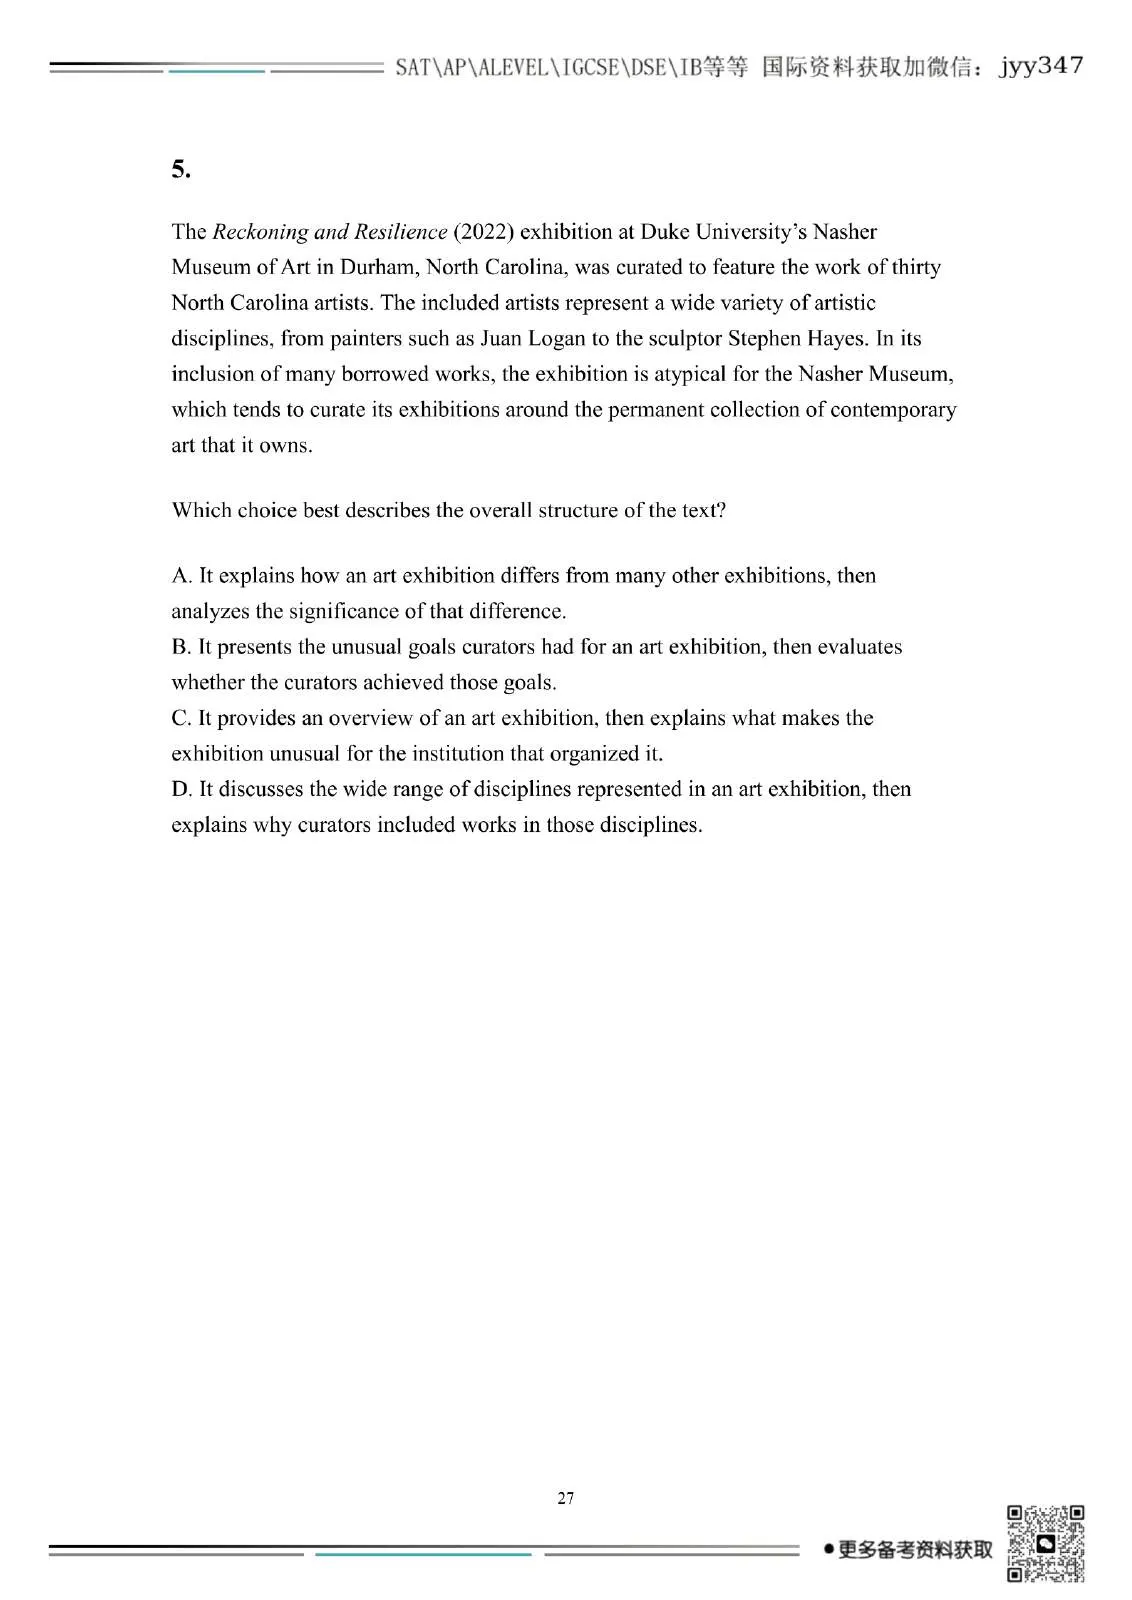 SAT\AP\ALEVEL\IGCSE\DSE\IB等等 国际资料获取加微信： jyy347
5.
The Reckoning and Resilience (2022) exhibition at Duke University’s Nasher
Museum of Art in Durham, North Carolina, was curated to feature the work of thirty
North Carolina artists. The included artists represent a wide variety of artistic
disciplines, from painters such as Juan Logan to the sculptor Stephen Hayes. In its
inclusion of many borrowed works, the exhibition is atypical for the Nasher Museum,
which tends to curate its exhibitions around the permanent collection of contemporary
art that it owns.
Which choice best describes the overall structure of the text?
A. It explains how an art exhibition differs from many other exhibitions, then
analyzes the significance of that difference.
B. It presents the unusual goals curators had for an art exhibition, then evaluates
whether the curators achieved those goals.
C. It provides an overview of an art exhibition, then explains what makes the
exhibition unusual for the institution that organized it.
D. It discusses the wide range of disciplines represented in an art exhibition, then
explains why curators included works in those disciplines.
27
●更多备考资料获取